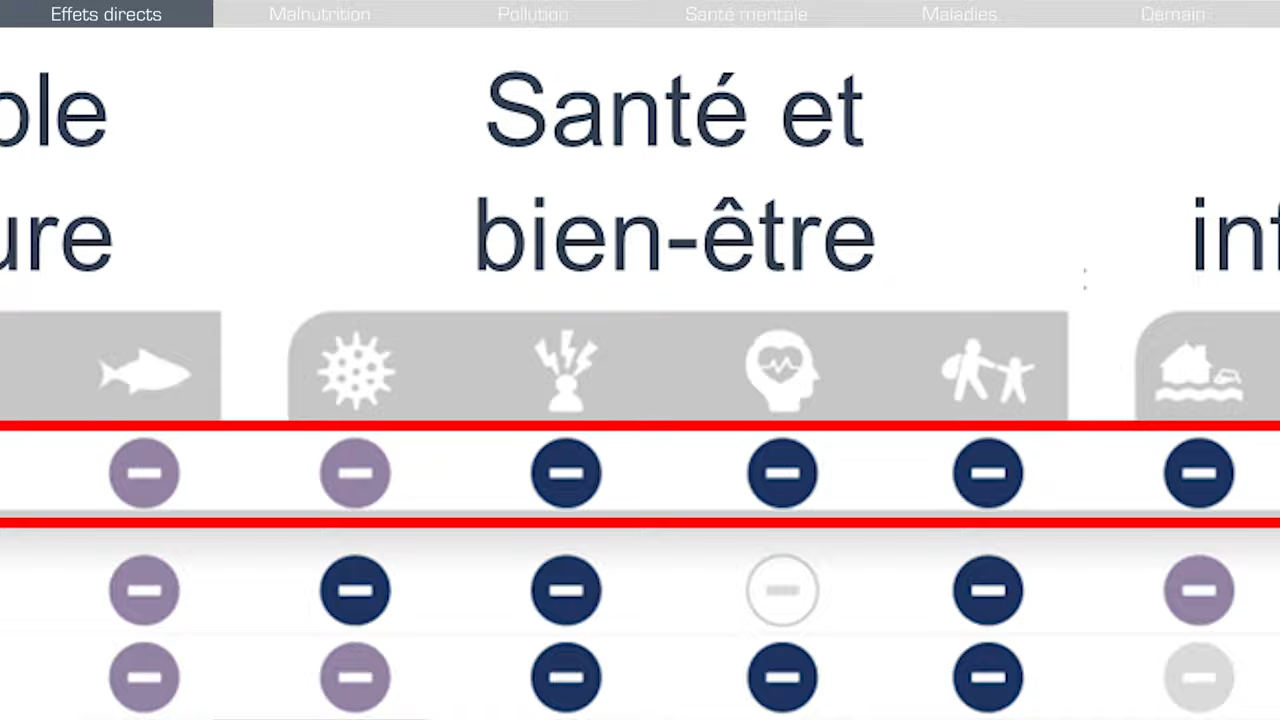 Effets directs Malnutrition Pollution Santé mentale Maladies Demain
ble Santé et
ure bien-être inf